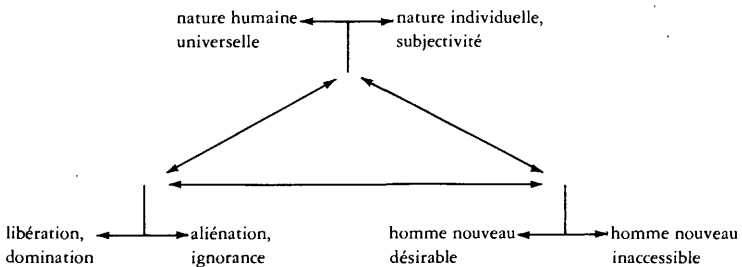 nature humaine
universelle
nature individuelle,
subjectivité
libération,
domination
aliénation,
ignorance
homme nouveau
désirable
homme nouveau
inaccessible